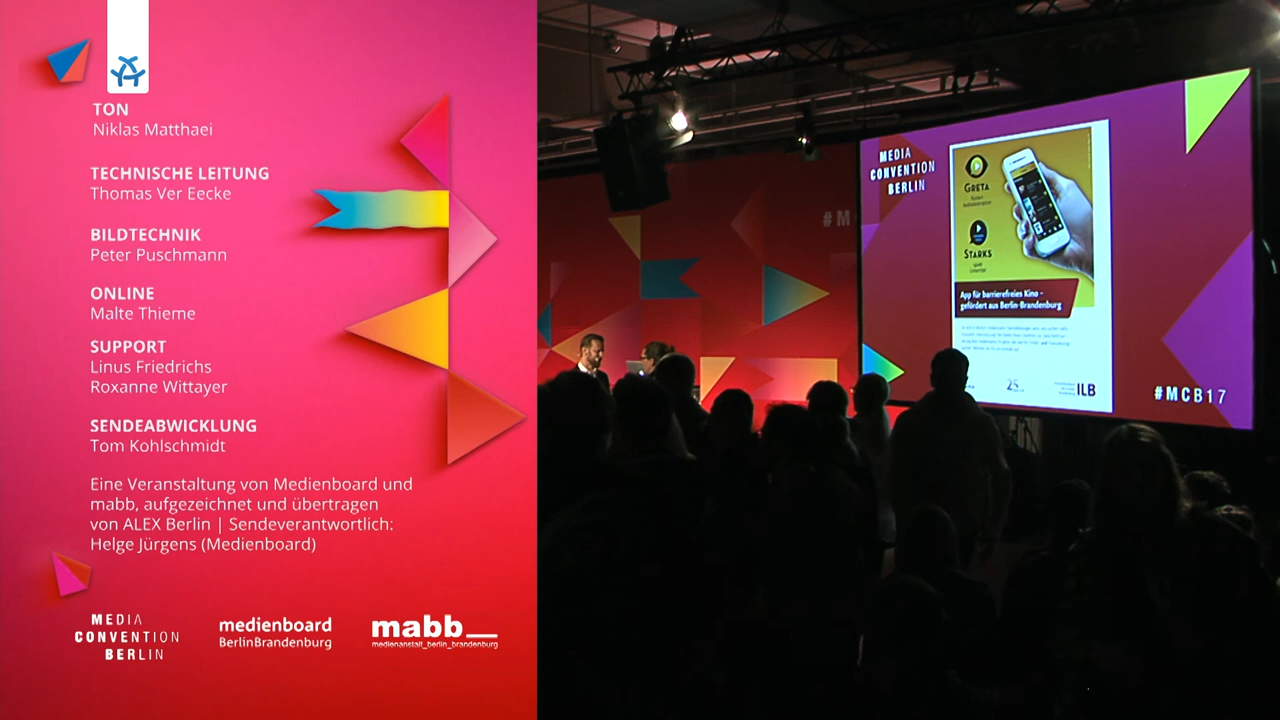 TON
Niklas Matthaei
TECHNISCHE LEITUNG
Thomas Ver Eecke
BILDTECHNIK
Peter Puschmann
ONLINE
Malte Thieme
SUPPORT
Linus Friedrichs
Roxanne Wittayer
SENDEABWICKLUNG
Tom Kohlschmidt
Eine Veranstaltung von Medienboard und
mabb, aufgezeichnet und übertragen
von ALEX Berlin | Sendeverantwortlich:
Helge Jürgens (Medienboard)
MEDIA
CONVENTION
BERLIN
medienboard
BerlinBrandenburg
mabb
medienanstalt_berlin_brandenburg
#M
MEDIA
CONVENTION
BERLIN
GRETA
STARKS
App für barrierefreies Kino –
gefördert aus Berlin-Brandenburg
25
ILB
#MCB17